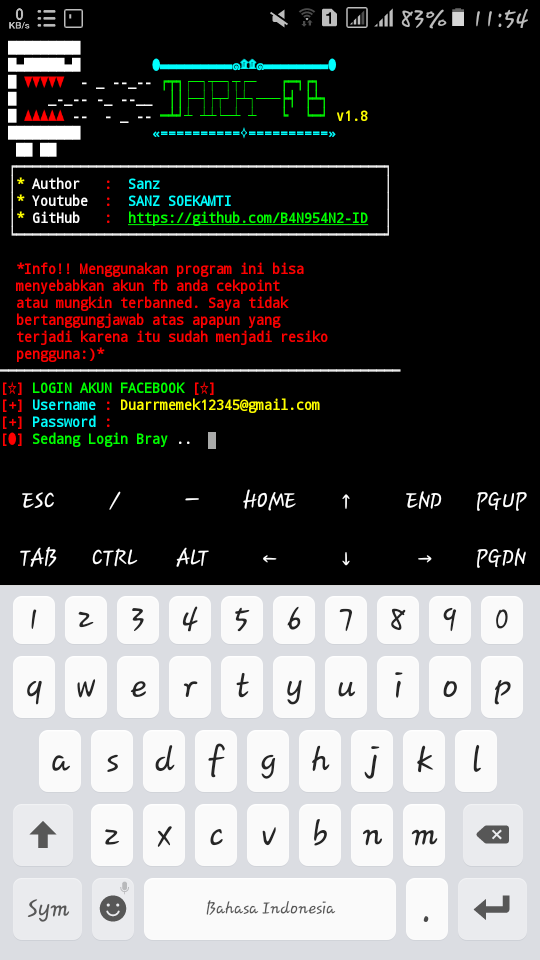 0 KB/s 1 83% 11:54
DARK-FB v1.8
* Author : Sanz
* Youtube : SANZ SOEKAMTI
* GitHub : https://github.com/B4N954N2-ID
*Info!! Menggunakan program ini bisa
menyebabkan akun fb anda cekpoint
atau mungkin terbanned. Saya tidak
bertanggungjawab atas apapun yang
terjadi karena itu sudah menjadi resiko
pengguna:)*
[☆] LOGIN AKUN FACEBOOK [☆]
[+] Username : Duarrmemek12345@gmail.com
[+] Password :
[●] Sedang Login Bray ..
ESC / - HOME ↑ END PGUP
TAB CTRL ALT ← ↓ → PGDN
1 2 3 4 5 6 7 8 9 0
q w e r t y u i o p
a s d f g h j k l
z x c v b n m
Sym Bahasa Indonesia .